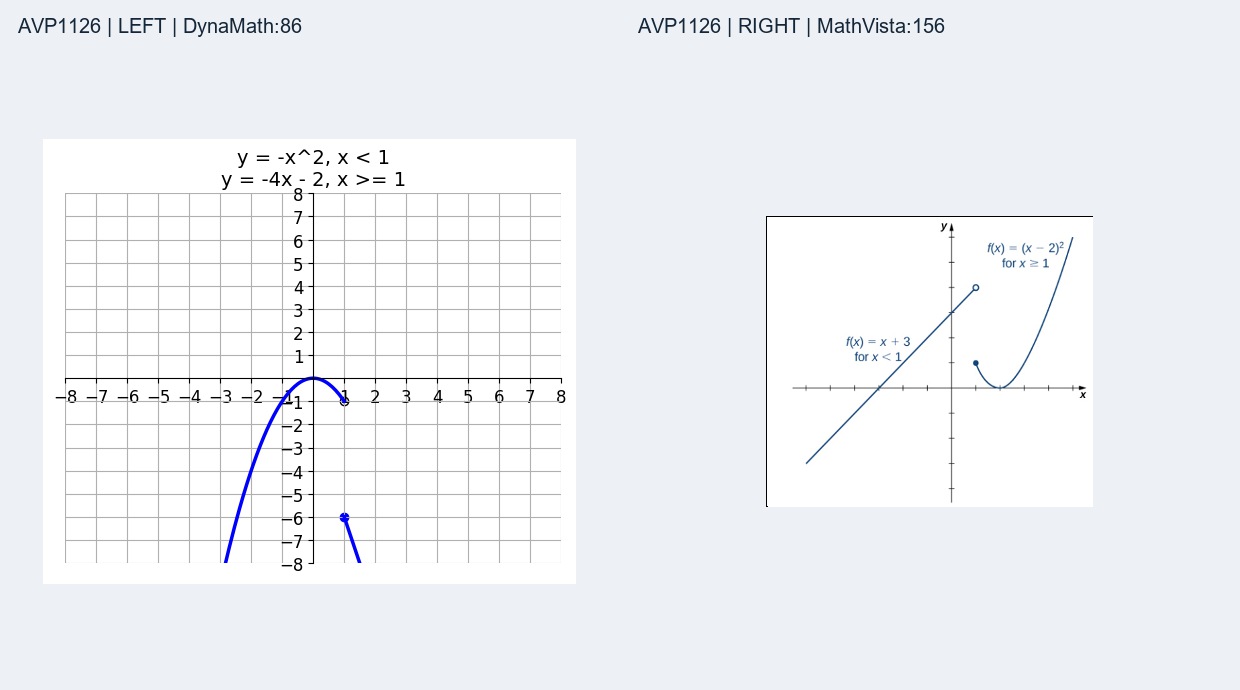 AVP1126 | LEFT | DynaMath:86
AVP1126 | RIGHT | MathVista:156
y = -x^2, x < 1
y = -4x - 2, x >= 1
8
7
6
5
4
3
2
1
−8 −7 −6 −5 −4 −3 −2 −1 1 2 3 4 5 6 7 8
−1
−2
−3
−4
−5
−6
−7
−8
y
f(x) = (x − 2)²
for x ≥ 1
f(x) = x + 3
for x < 1
x